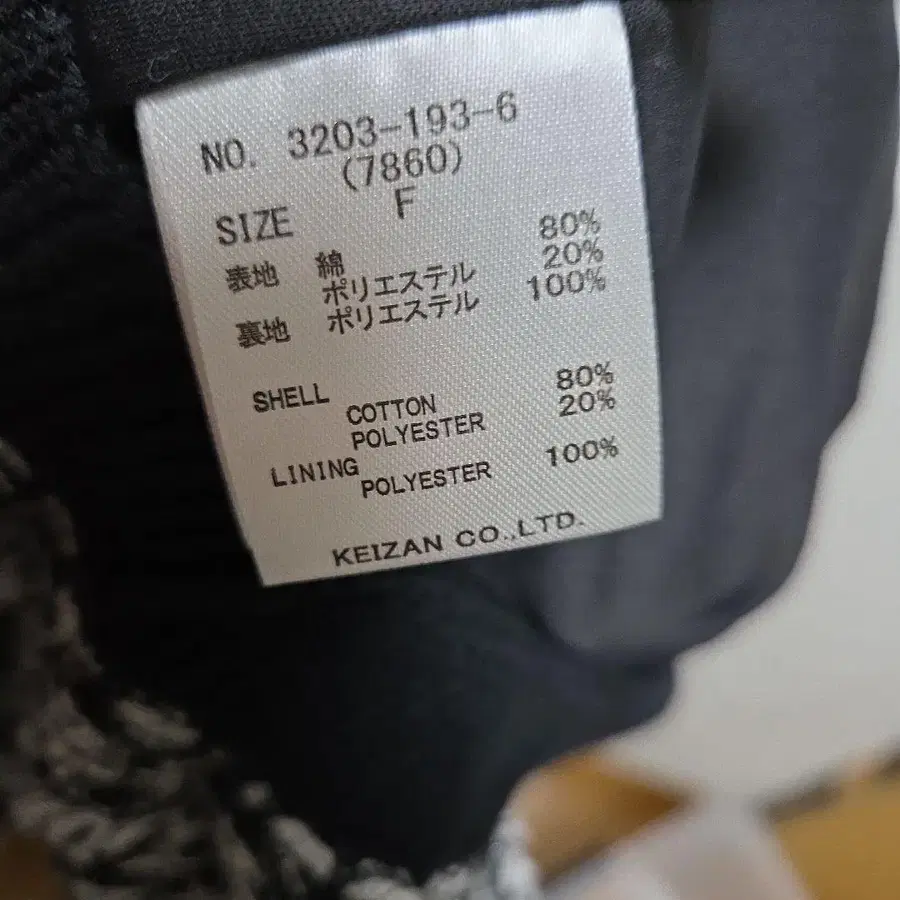 NO. 3203-193-6
(7860)
SIZE F
表地 綿 80%
ポリエステル 20%
裏地 ポリエステル 100%
SHELL
COTTON 80%
POLYESTER 20%
LINING
POLYESTER 100%
KEIZAN CO.,LTD.